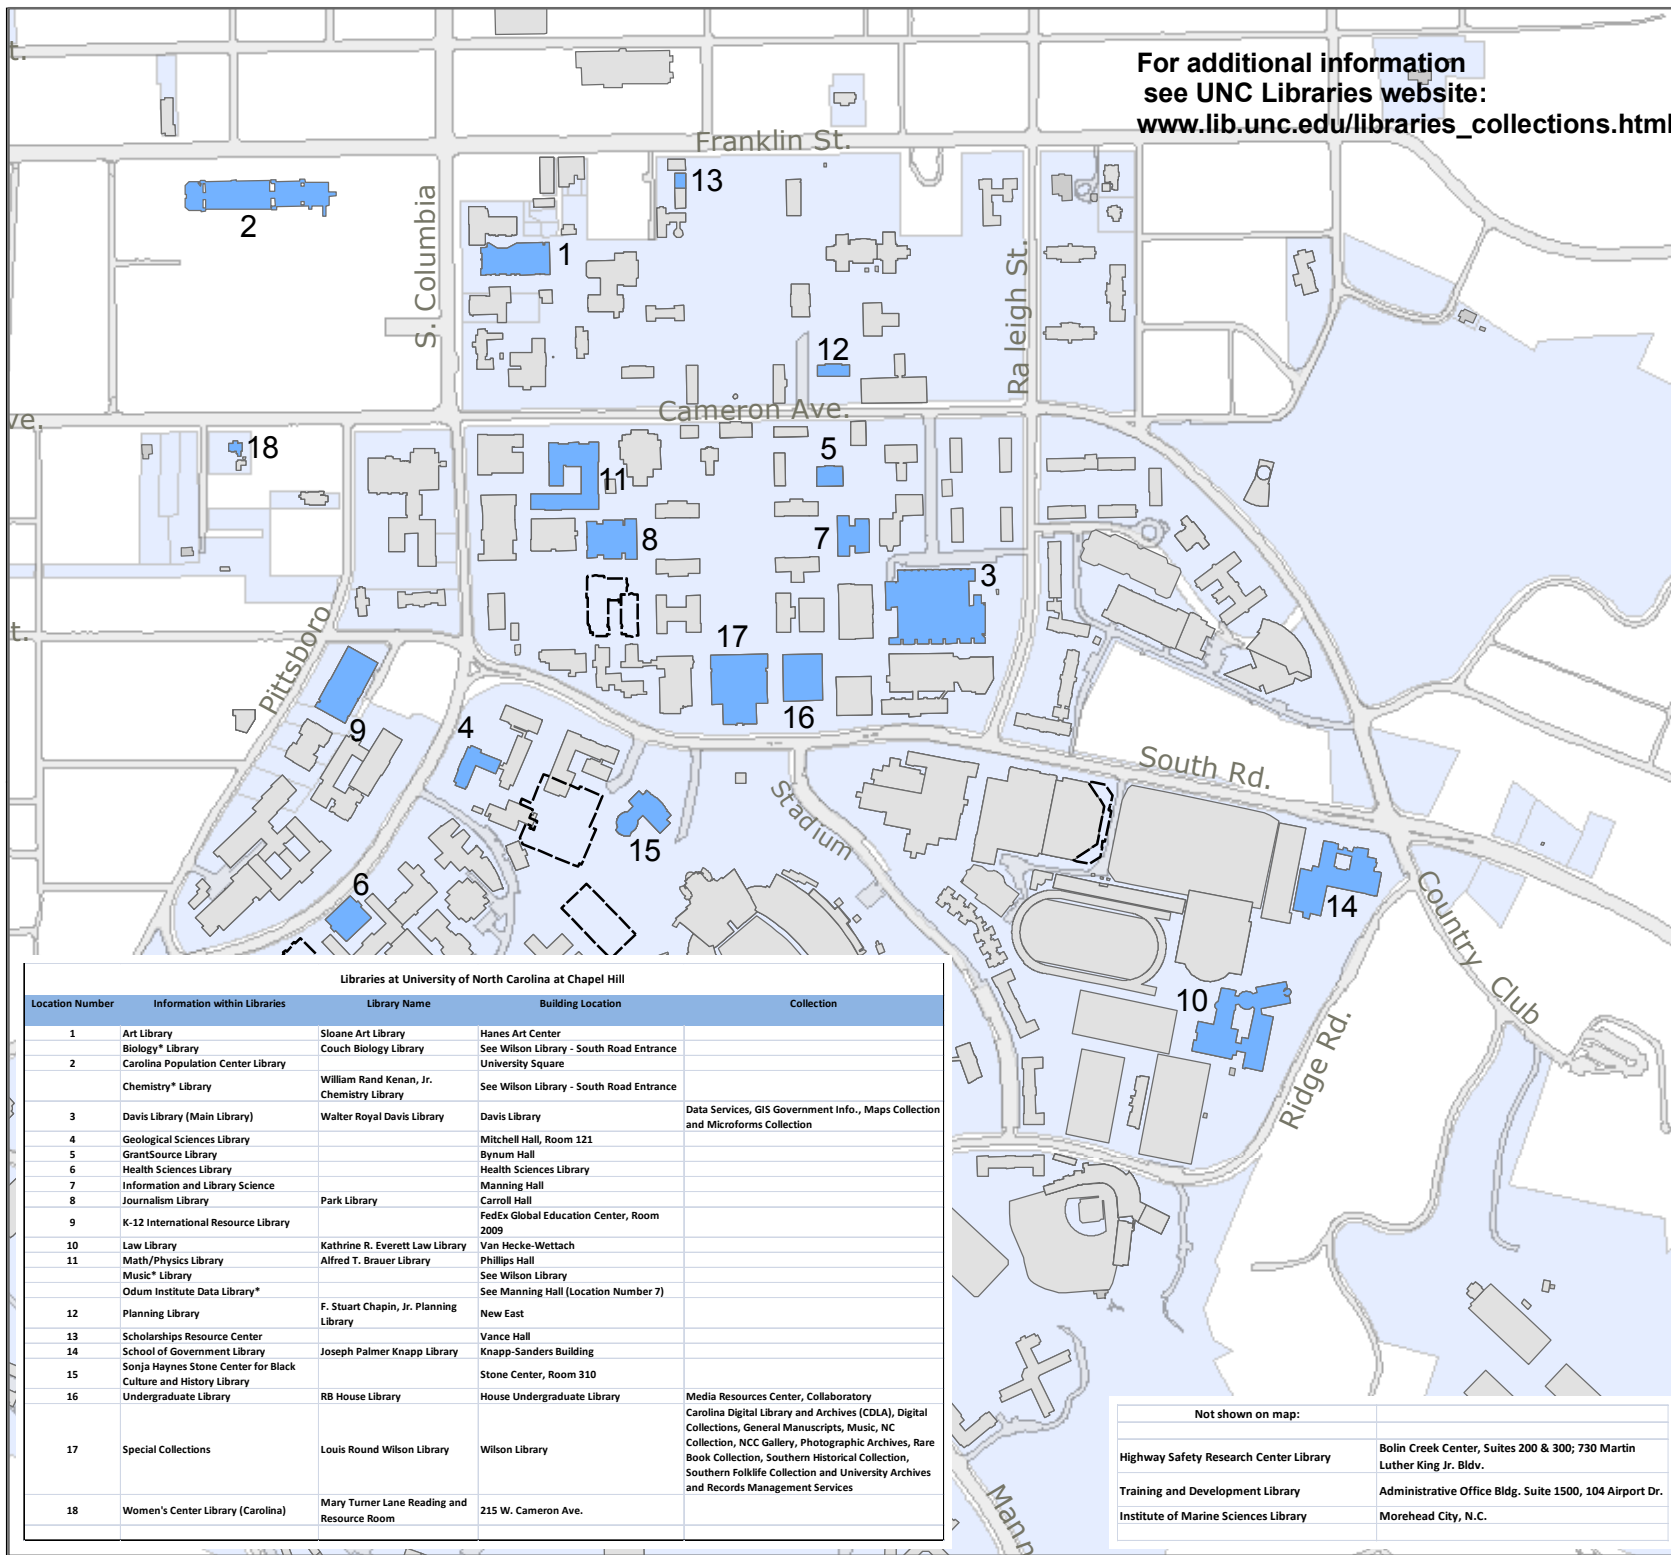 For additional information
see UNC Libraries website:
www.lib.unc.edu/libraries_collections.html
t.
Franklin St.
13
2
S. Columbia
1
Raleigh St.
12
Cameron Ave.
ve.
18
5
11
8
7
3
t.
Pittsboro
17
16
9
4
South Rd.
Stadium
15
6
14
Country Club
10
Ridge Rd.
Mann
Libraries at University of North Carolina at Chapel Hill
Location Number Information within Libraries Library Name Building Location Collection
1 Art Library Sloane Art Library Hanes Art Center
Biology* Library Couch Biology Library See Wilson Library - South Road Entrance
2 Carolina Population Center Library University Square
Chemistry* Library William Rand Kenan, Jr. Chemistry Library See Wilson Library - South Road Entrance
3 Davis Library (Main Library) Walter Royal Davis Library Davis Library Data Services, GIS Government Info., Maps Collection and Microforms Collection
4 Geological Sciences Library Mitchell Hall, Room 121
5 GrantSource Library Bynum Hall
6 Health Sciences Library Health Sciences Library
7 Information and Library Science Manning Hall
8 Journalism Library Park Library Carroll Hall
9 K-12 International Resource Library FedEx Global Education Center, Room 2009
10 Law Library Kathrine R. Everett Law Library Van Hecke-Wettach
11 Math/Physics Library Alfred T. Brauer Library Phillips Hall
Music* Library See Wilson Library
Odum Institute Data Library* See Manning Hall (Location Number 7)
12 Planning Library F. Stuart Chapin, Jr. Planning Library New East
13 Scholarships Resource Center Vance Hall
14 School of Government Library Joseph Palmer Knapp Library Knapp-Sanders Building
15 Sonja Haynes Stone Center for Black Culture and History Library Stone Center, Room 310
16 Undergraduate Library RB House Library House Undergraduate Library Media Resources Center, Collaboratory
17 Special Collections Louis Round Wilson Library Wilson Library Carolina Digital Library and Archives (CDLA), Digital Collections, General Manuscripts, Music, NC Collection, NCC Gallery, Photographic Archives, Rare Book Collection, Southern Historical Collection, Southern Folklife Collection and University Archives and Records Management Services
18 Women's Center Library (Carolina) Mary Turner Lane Reading and Resource Room 215 W. Cameron Ave.
Not shown on map:
Highway Safety Research Center Library Bolin Creek Center, Suites 200 & 300; 730 Martin Luther King Jr. Bldv.
Training and Development Library Administrative Office Bldg. Suite 1500, 104 Airport Dr.
Institute of Marine Sciences Library Morehead City, N.C.